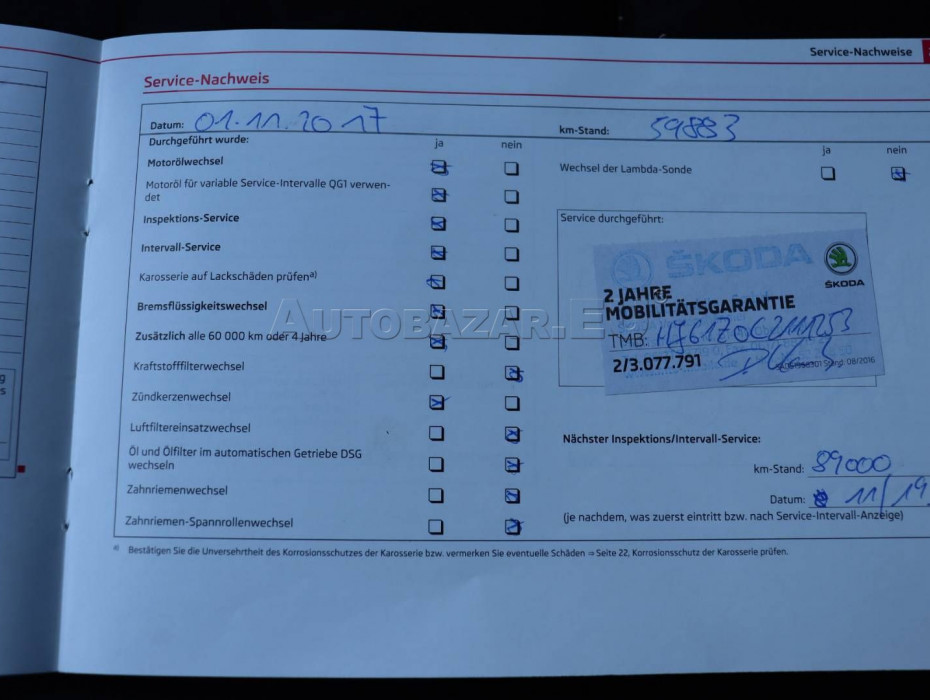 Service-Nachweise
Service-Nachweis
Datum: 01.11.2017
km-Stand: 59883
Durchgeführt wurde:
ja nein
ja nein
Motorölwechsel
Wechsel der Lambda-Sonde
Motoröl für variable Service-Intervalle QG1 verwen-
det
Inspektions-Service
Service durchgeführt:
Intervall-Service
ŠKODA
ŠKODA
Karosserie auf Lackschäden prüfen a)
2 JAHRE
MOBILITÄTSGARANTIE
Bremsflüssigkeitswechsel
TMB:
Zusätzlich alle 60 000 km oder 4 Jahre
2/3.077.791
Stand: 08/2016
Kraftstofffilterwechsel
Zündkerzenwechsel
Luftfiltereinsatzwechsel
Öl und Ölfilter im automatischen Getriebe DSG
wechseln
Zahnriemenwechsel
Zahnriemen-Spannrollenwechsel
Nächster Inspektions/Intervall-Service:
km-Stand: 89000
Datum: 11/19
(je nachdem, was zuerst eintritt bzw. nach Service-Intervall-Anzeige)
a) Bestätigen Sie die Unversehrtheit des Korrosionsschutzes der Karosserie bzw. vermerken Sie eventuelle Schäden ⇒ Seite 22, Korrosionsschutz der Karosserie prüfen.
AUTOBAZAR.EU